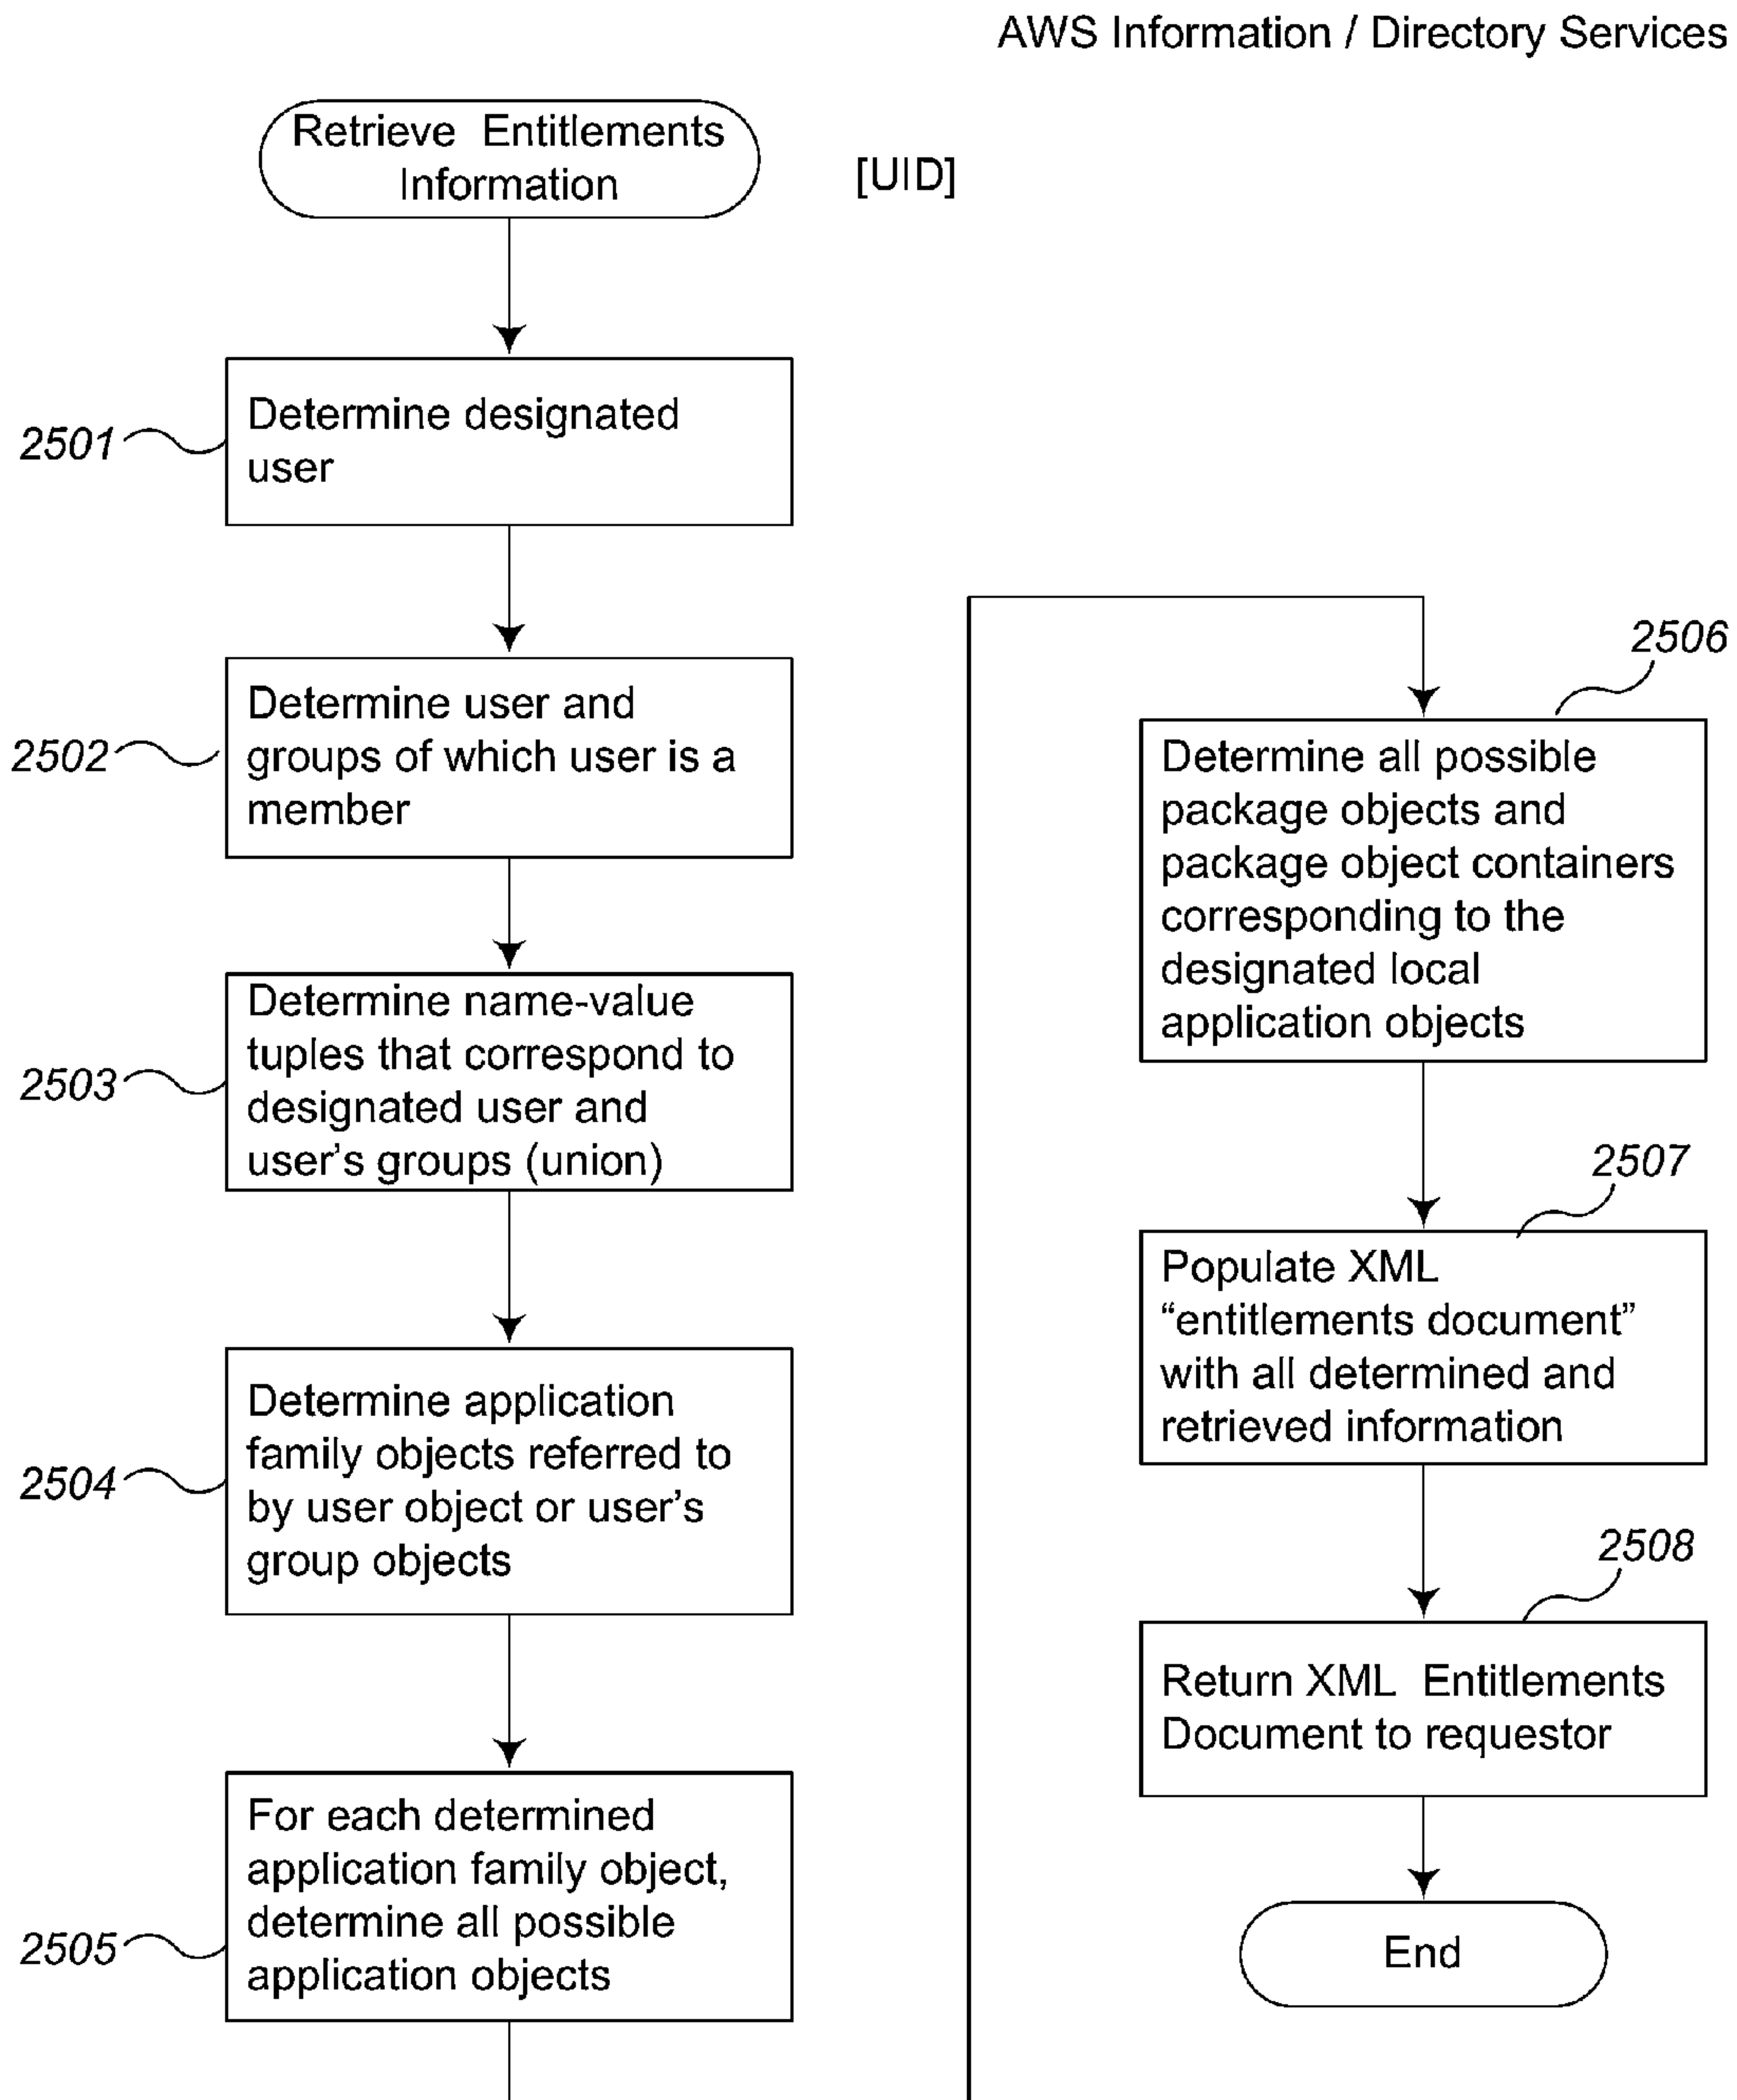 AWS Information / Directory Services
Retrieve Entitlements
Information
[UID]
2501
Determine designated
user
2502
Determine user and
groups of which user is a
member
2503
Determine name-value
tuples that correspond to
designated user and
user's groups (union)
2504
Determine application
family objects referred to
by user object or user's
group objects
2505
For each determined
application family object,
determine all possible
application objects
2506
Determine all possible
package objects and
package object containers
corresponding to the
designated local
application objects
2507
Populate XML
“entitlements document”
with all determined and
retrieved information
2508
Return XML Entitlements
Document to requestor
End